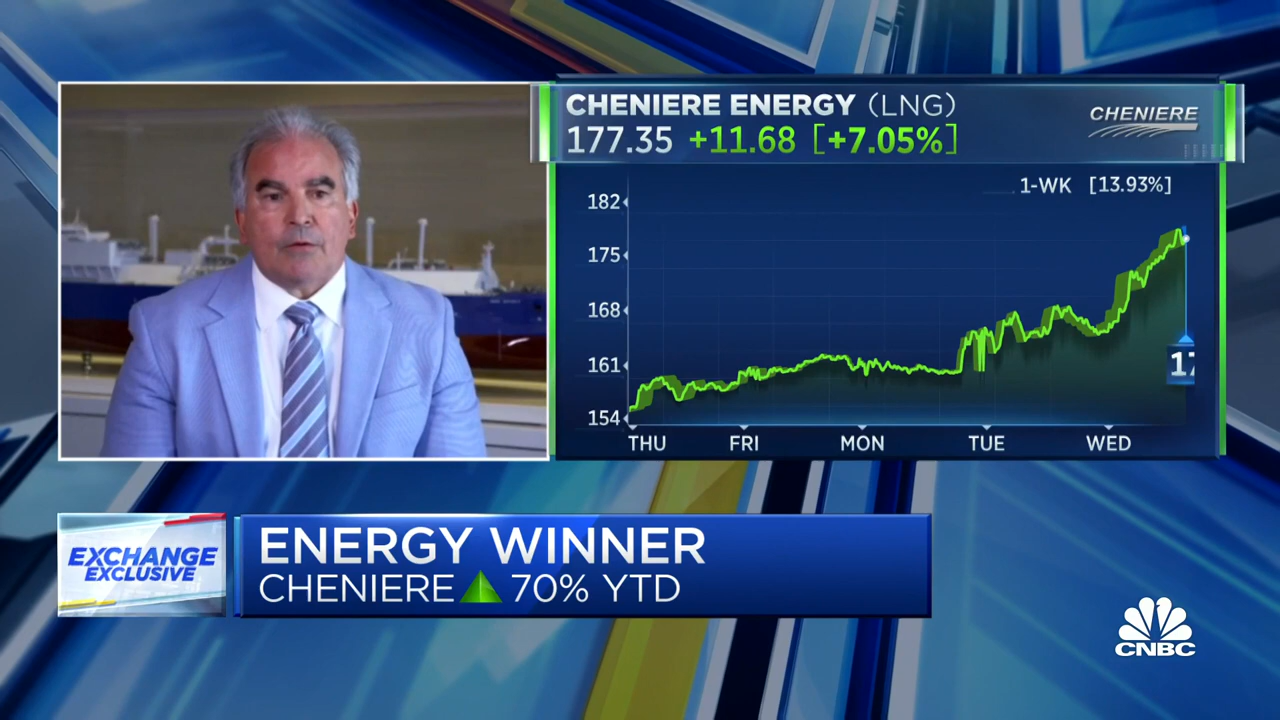 CHENIERE ENERGY (LNG)
177.35 +11.68 [+7.05%]
CHENIERE
1-WK [13.93%]
182
175
168
161
154
17
THU FRI MON TUE WED
EXCHANGE
EXCLUSIVE
ENERGY WINNER
CHENIERE 70% YTD
CNBC